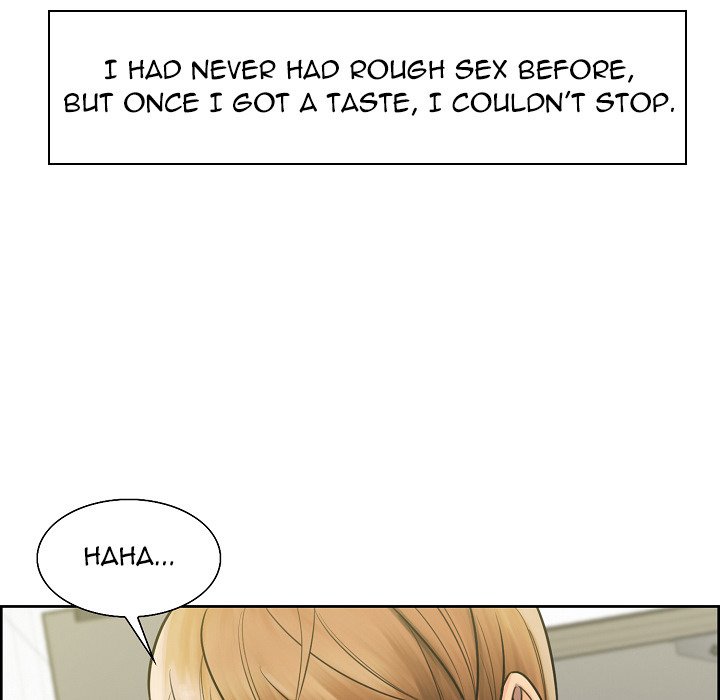 I HAD NEVER HAD ROUGH SEX BEFORE,
BUT ONCE I GOT A TASTE, I COULDN'T STOP.
HAHA...